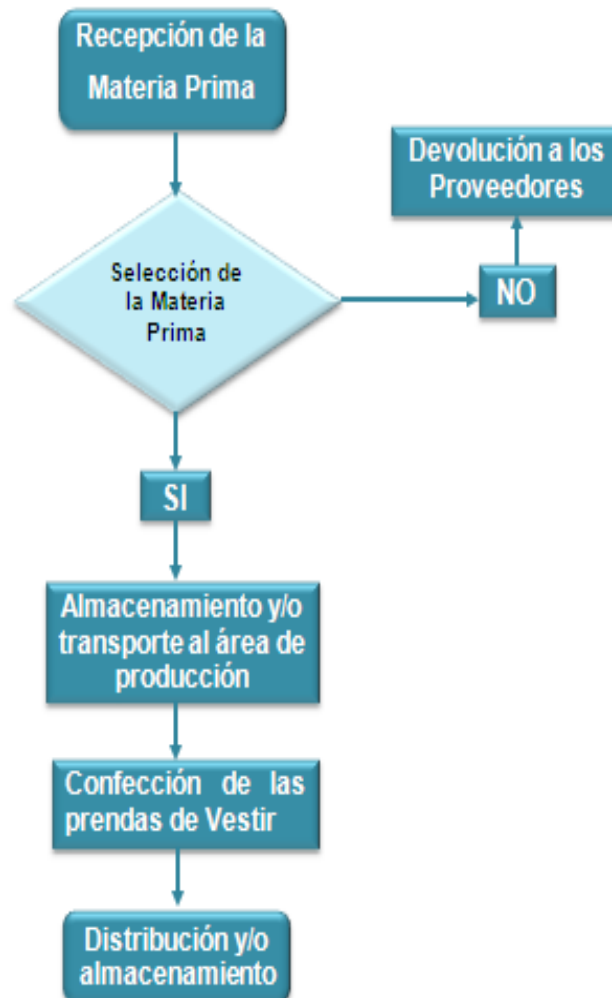 Recepción de la
Materia Prima
Devolución a los
Proveedores
Selección de
la Materia
Prima
NO
SI
Almacenamiento y/o
transporte al área de
producción
Confección de las
prendas de Vestir
Distribución y/o
almacenamiento